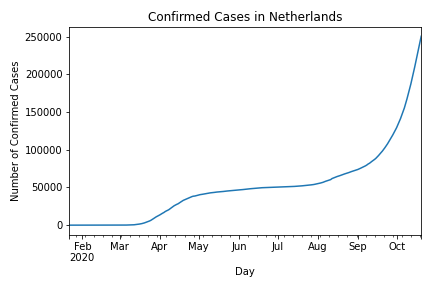 Confirmed Cases in Netherlands
250000
200000
150000
100000
50000
0
Number of Confirmed Cases
Feb Mar Apr May Jun Jul Aug Sep Oct
2020
Day